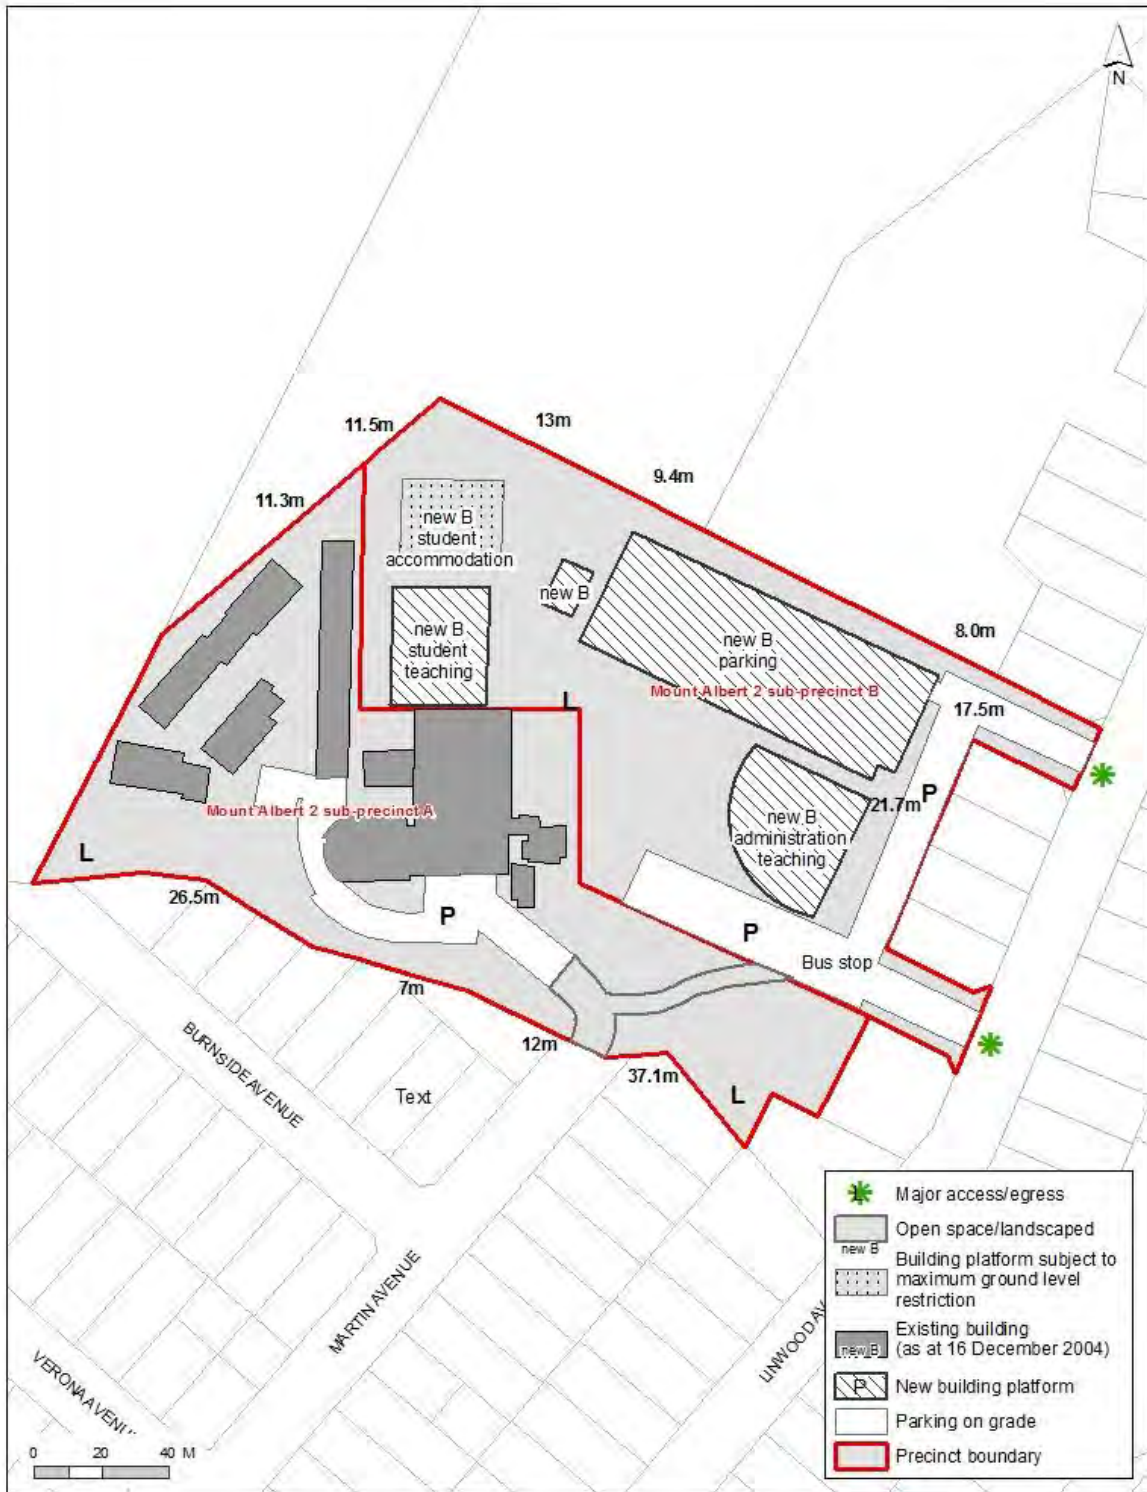 N
11.5m
13m
9.4m
11.3m
new B
student
accommodation
new B
8.0m
new B
student
teaching
new B
parking
Mount Albert 2 sub-precinct B
L
17.5m
P
21.7m
Mount Albert 2 sub-precinct A
new B
administration
teaching
L
26.5m
P
P
Bus stop
7m
12m
37.1m
L
Text
BURNSIDE AVENUE
MARTIN AVENUE
VERONA AVENU
LINWOOD AV
L
Major access/egress
Open space/landscaped
new B
Building platform subject to
maximum ground level
restriction
Existing building
new B
(as at 16 December 2004)
P
New building platform
Parking on grade
Precinct boundary
0 20 40 M